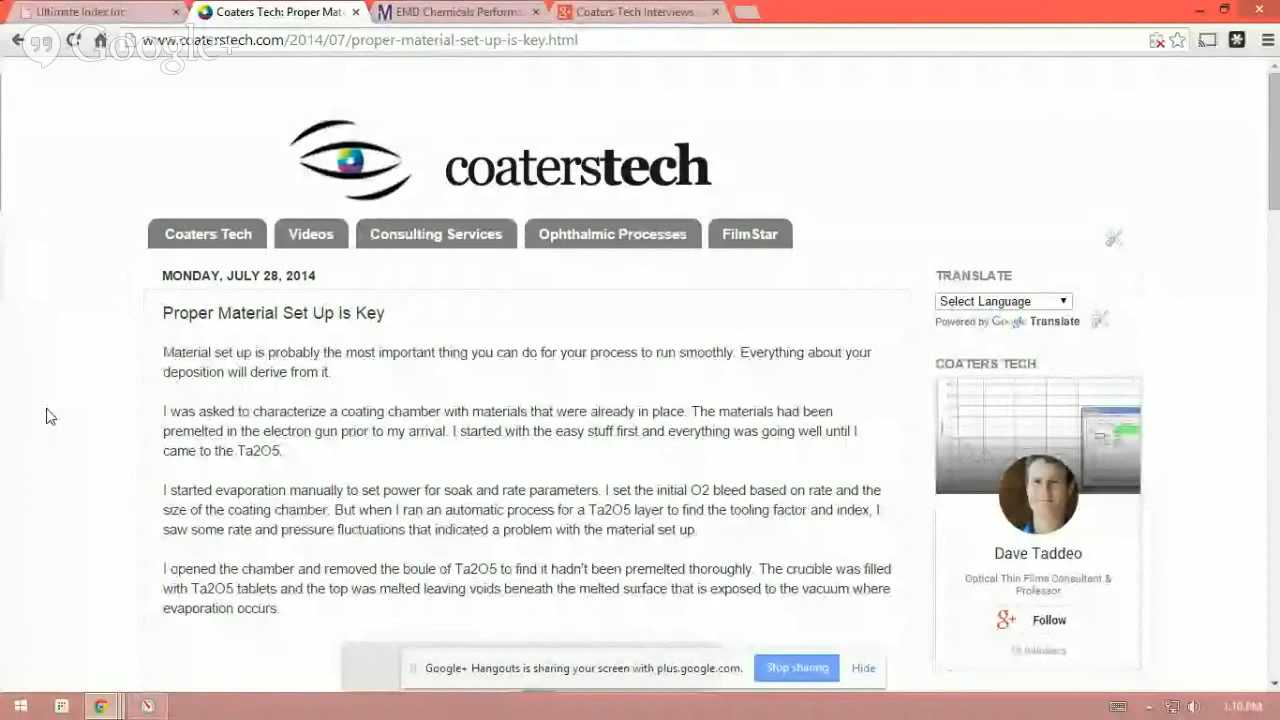 Ultimate Index Inc
Coaters Tech: Proper Mat
EMD Chemicals Perform
Coaters Tech Interviews
Google+
www.coaterstech.com/2014/07/proper-material-set-up-is-key.html
coaterstech
Coaters Tech
Videos
Consulting Services
Ophthalmic Processes
FilmStar
MONDAY, JULY 28, 2014
Proper Material Set Up is Key
Material set up is probably the most important thing you can do for your process to run smoothly. Everything about your
deposition will derive from it.
I was asked to characterize a coating chamber with materials that were already in place. The materials had been
premelted in the electron gun prior to my arrival. I started with the easy stuff first and everything was going well until I
came to the Ta2O5.
I started evaporation manually to set power for soak and rate parameters. I set the initial O2 bleed based on rate and the
size of the coating chamber. But when I ran an automatic process for a Ta2O5 layer to find the tooling factor and index, I
saw some rate and pressure fluctuations that indicated a problem with the material set up.
I opened the chamber and removed the boule of Ta2O5 to find it hadn't been premelted thoroughly. The crucible was filled
with Ta2O5 tablets and the top was melted leaving voids beneath the melted surface that is exposed to the vacuum where
evaporation occurs.
TRANSLATE
Select Language
Powered by Google Translate
COATERS TECH
Dave Taddeo
Optical Thin Films Consultant &
Professor
g+ Follow
followers
Google+ Hangouts is sharing your screen with plus.google.com.
Stop sharing
Hide
1:10 PM